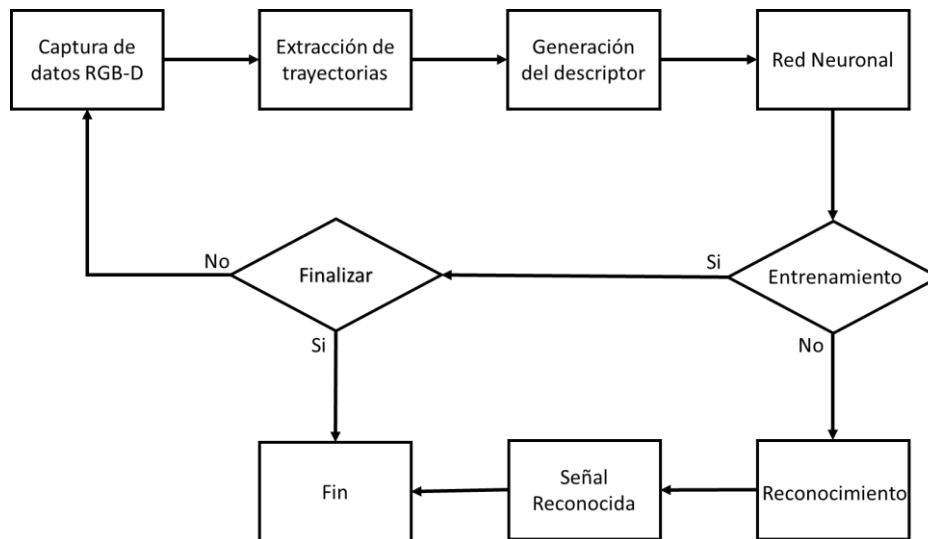 Captura de
datos RGB-D
Extracción de
trayectorias
Generación
del descriptor
Red Neuronal
No
Finalizar
Si
Entrenamiento
Si
No
Fin
Señal
Reconocida
Reconocimiento